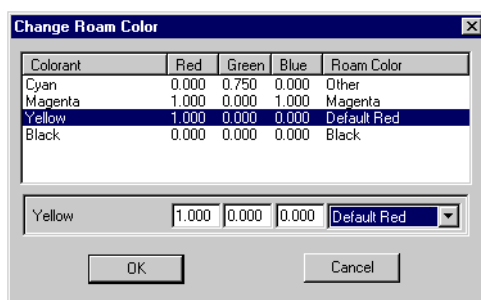 Change Roam Color
Colorant Red Green Blue Roam Color
Cyan 0.000 0.750 0.000 Other
Magenta 1.000 0.000 1.000 Magenta
Yellow 1.000 0.000 0.000 Default Red
Black 0.000 0.000 0.000 Black
Yellow 1.000 0.000 0.000 Default Red
OK Cancel